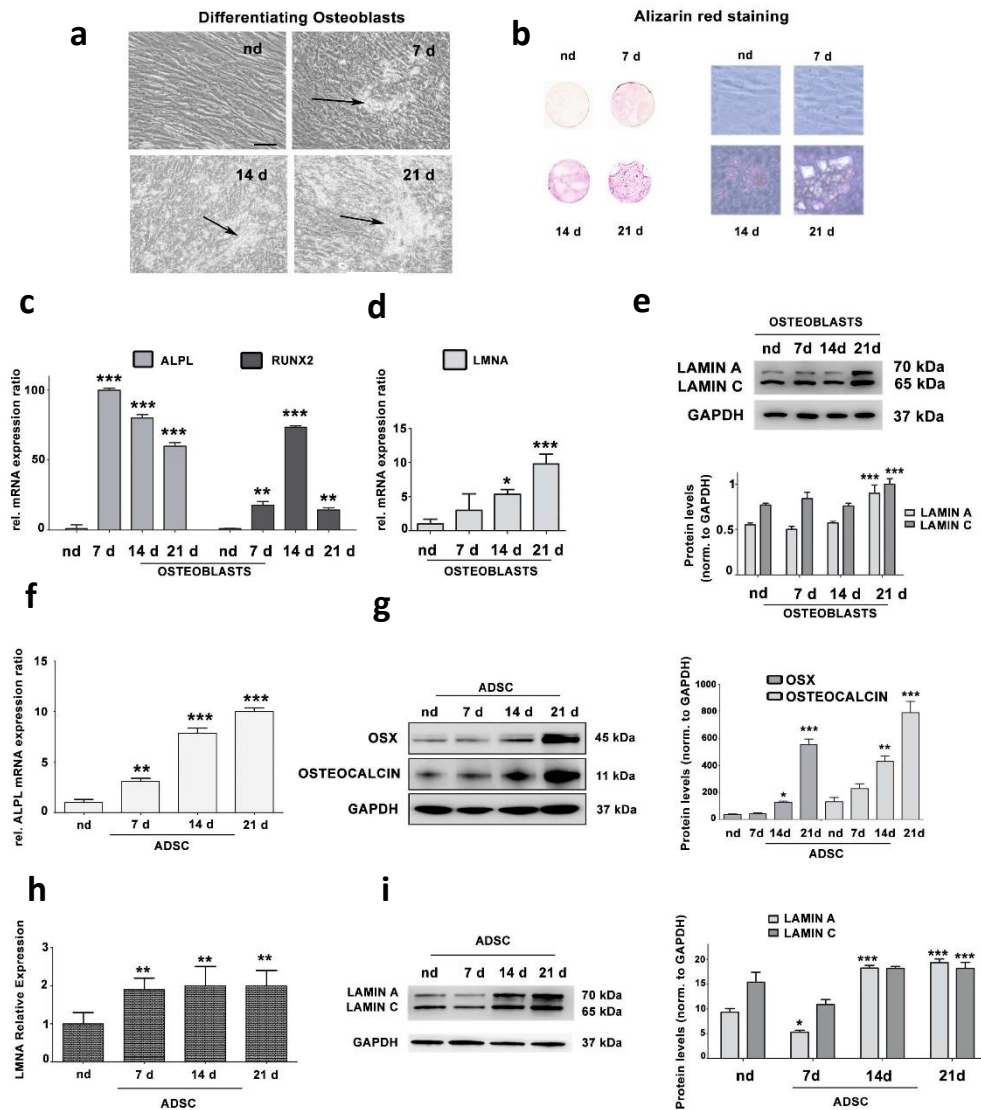 Differentiating Osteoblasts
a
nd
7 d
14 d
21 d
Alizarin red staining
b
nd 7 d
14 d 21 d
nd 7 d
14 d 21 d
c
ALPL RUNX2
rel. mRNA expression ratio
100
50
0
*** *** *** ** *** **
nd 7 d 14 d 21 d nd 7 d 14 d 21 d
OSTEOBLASTS
d
LMNA
rel. mRNA expression ratio
15
10
5
0
* ***
nd 7 d 14 d 21 d
OSTEOBLASTS
e
OSTEOBLASTS
nd 7d 14d 21d
LAMIN A 70 kDa
LAMIN C 65 kDa
GAPDH 37 kDa
Protein levels
(norm. to GAPDH)
1
0.5
*** ***
LAMIN A
LAMIN C
nd 7 d 14 d 21 d
OSTEOBLASTS
f
rel. ALPL mRNA expression ratio
15
10
5
0
** *** ***
nd 7 d 14 d 21 d
ADSC
g
ADSC
nd 7 d 14 d 21 d
OSX 45 kDa
OSTEOCALCIN 11 kDa
GAPDH 37 kDa
OSX
OSTEOCALCIN
Protein levels (norm. to GAPDH)
1000
800
600
400
200
0
* *** ** ***
nd 7d 14d 21d nd 7d 14d 21d
ADSC
h
LMNA Relative Expression
3
2
1
0
** ** **
nd 7 d 14 d 21 d
ADSC
i
ADSC
nd 7 d 14 d 21 d
LAMIN A 70 kDa
LAMIN C 65 kDa
GAPDH 37 kDa
LAMIN A
LAMIN C
Protein levels (norm. to GAPDH)
20
15
10
5
0
* *** *** ***
nd 7d 14d 21d
ADSC